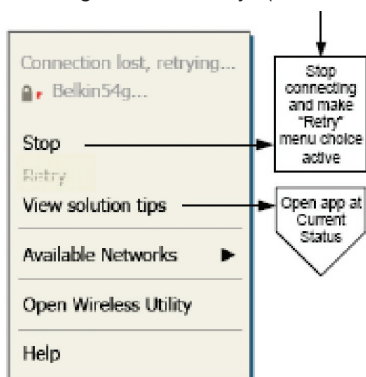 Connection lost, retrying...
Belkin54g...
Stop
Retry
View solution tips
Available Networks
Open Wireless Utility
Help
Stop
connecting
and make
"Retry"
menu choice
active
Open app at
Current
Status